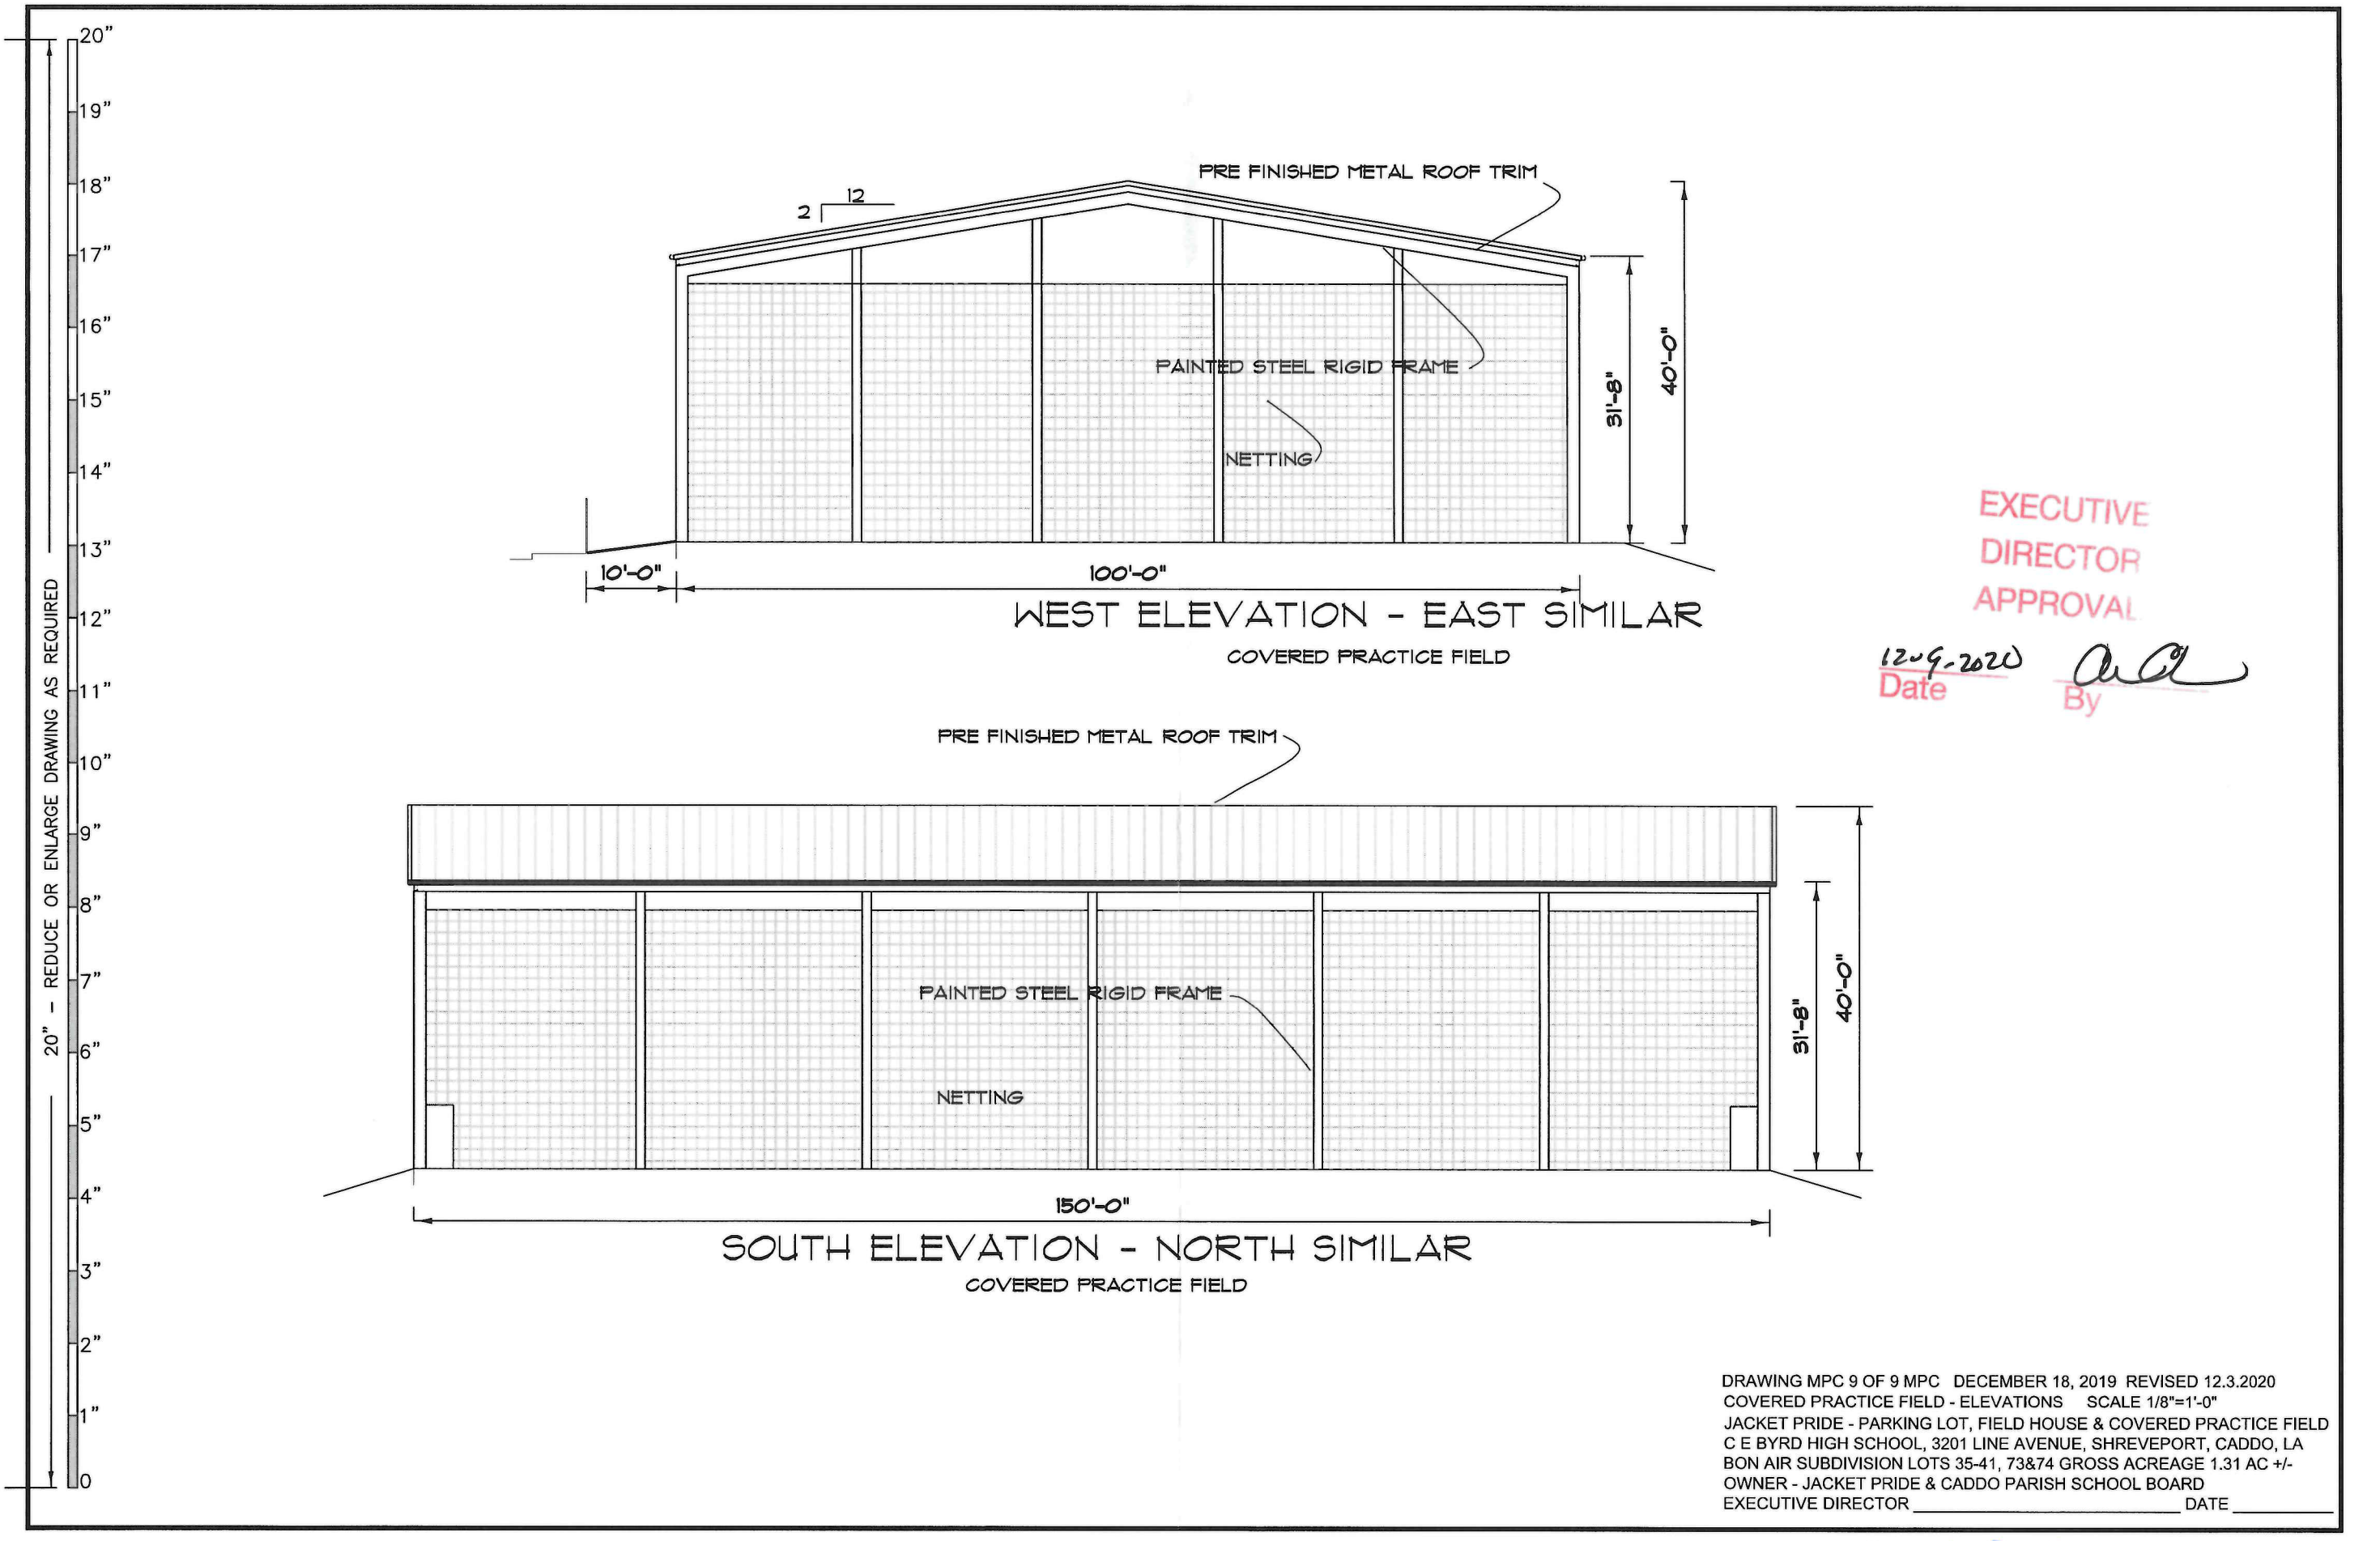 20"
19"
18"
17"
16"
15"
14"
13"
12"
11"
10"
9"
8"
7"
6"
5"
4"
3"
2"
1"
0
20" - REDUCE OR ENLARGE DRAWING AS REQUIRED
PRE FINISHED METAL ROOF TRIM
12
2
PAINTED STEEL RIGID FRAME
NETTING
31'-8"
40'-0"
10'-0"
100'-0"
WEST ELEVATION - EAST SIMILAR
COVERED PRACTICE FIELD
EXECUTIVE
DIRECTOR
APPROVAL
Date
By
PRE FINISHED METAL ROOF TRIM
PAINTED STEEL RIGID FRAME
NETTING
31'-8"
40'-0"
150'-0"
SOUTH ELEVATION - NORTH SIMILAR
COVERED PRACTICE FIELD
DRAWING MPC 9 OF 9 MPC DECEMBER 18, 2019 REVISED 12.3.2020
COVERED PRACTICE FIELD - ELEVATIONS SCALE 1/8"=1'-0"
JACKET PRIDE - PARKING LOT, FIELD HOUSE & COVERED PRACTICE FIELD
C E BYRD HIGH SCHOOL, 3201 LINE AVENUE, SHREVEPORT, CADDO, LA
BON AIR SUBDIVISION LOTS 35-41, 73&74 GROSS ACREAGE 1.31 AC +/-
OWNER - JACKET PRIDE & CADDO PARISH SCHOOL BOARD
EXECUTIVE DIRECTOR DATE